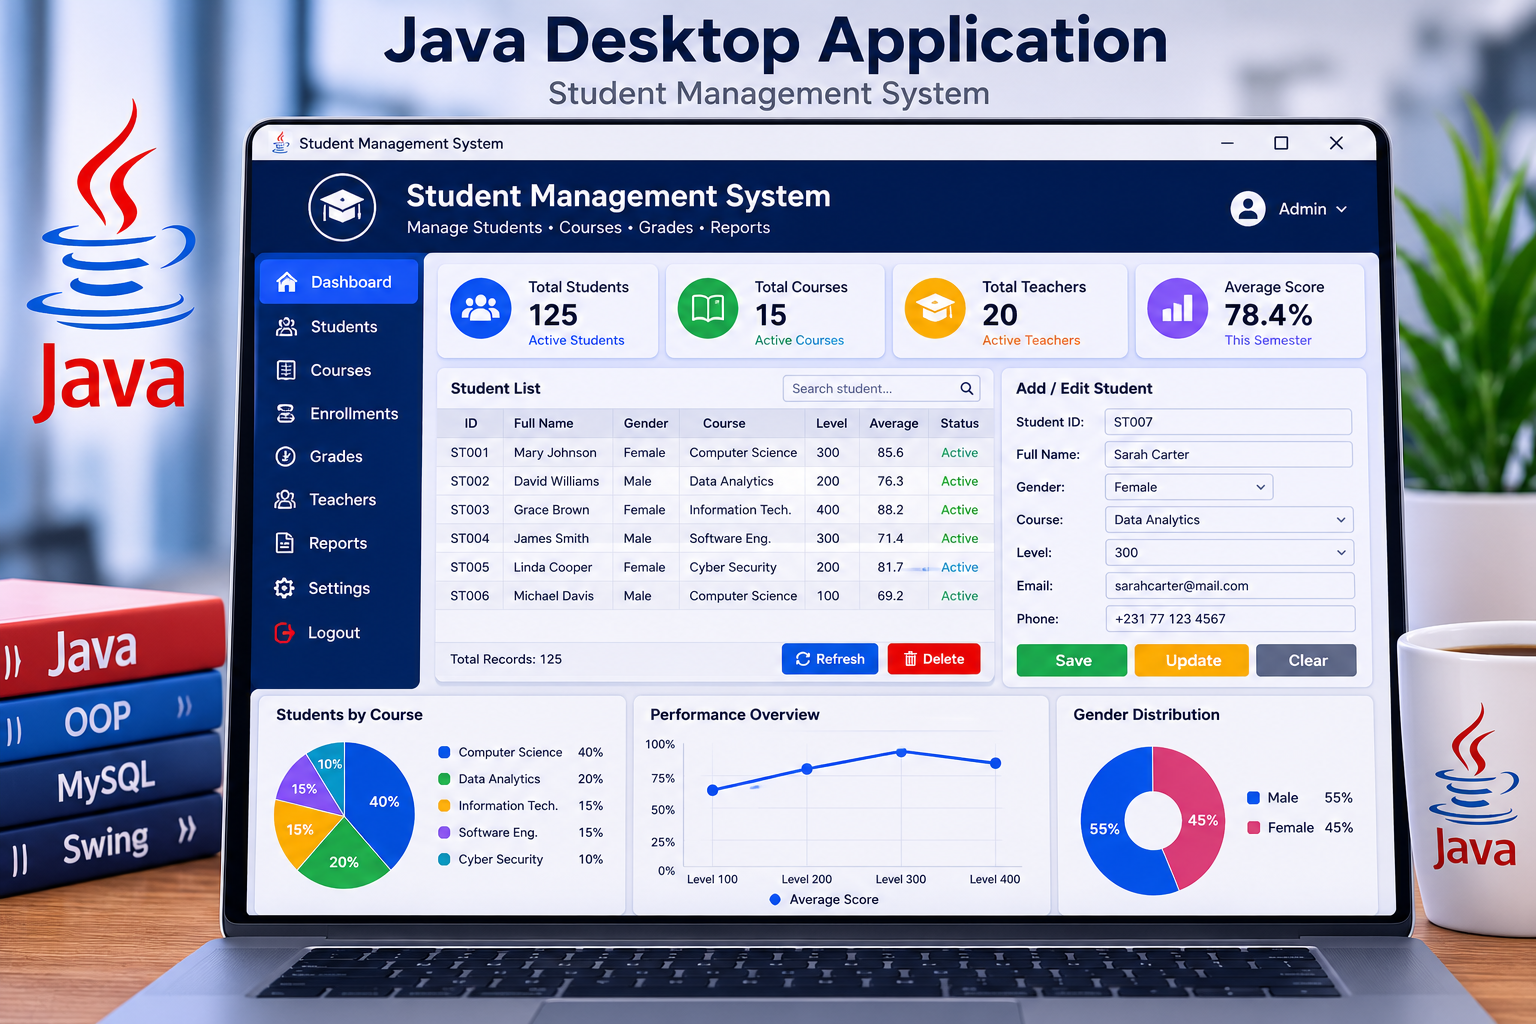 Java Desktop Application
Student Management System
Java
Student Management System
Student Management System
Manage Students • Courses • Grades • Reports
Admin
Dashboard
Students
Courses
Enrollments
Grades
Teachers
Reports
Settings
Logout
Total Students
125
Active Students
Total Courses
15
Active Courses
Total Teachers
20
Active Teachers
Average Score
78.4%
This Semester
Student List
Search student...
ID Full Name Gender Course Level Average Status
ST001 Mary Johnson Female Computer Science 300 85.6 Active
ST002 David Williams Male Data Analytics 200 76.3 Active
ST003 Grace Brown Female Information Tech. 400 88.2 Active
ST004 James Smith Male Software Eng. 300 71.4 Active
ST005 Linda Cooper Female Cyber Security 200 81.7 Active
ST006 Michael Davis Male Computer Science 100 69.2 Active
Total Records: 125
Refresh
Delete
Add / Edit Student
Student ID: ST007
Full Name: Sarah Carter
Gender: Female
Course: Data Analytics
Level: 300
Email: sarahcarter@mail.com
Phone: +231 77 123 4567
Save
Update
Clear
Students by Course
40%
20%
15%
15%
10%
Computer Science 40%
Data Analytics 20%
Information Tech. 15%
Software Eng. 15%
Cyber Security 10%
Performance Overview
100%
75%
50%
25%
0%
Level 100 Level 200 Level 300 Level 400
Average Score
Gender Distribution
55%
45%
Male 55%
Female 45%
Java
OOP
MySQL
Swing
Java